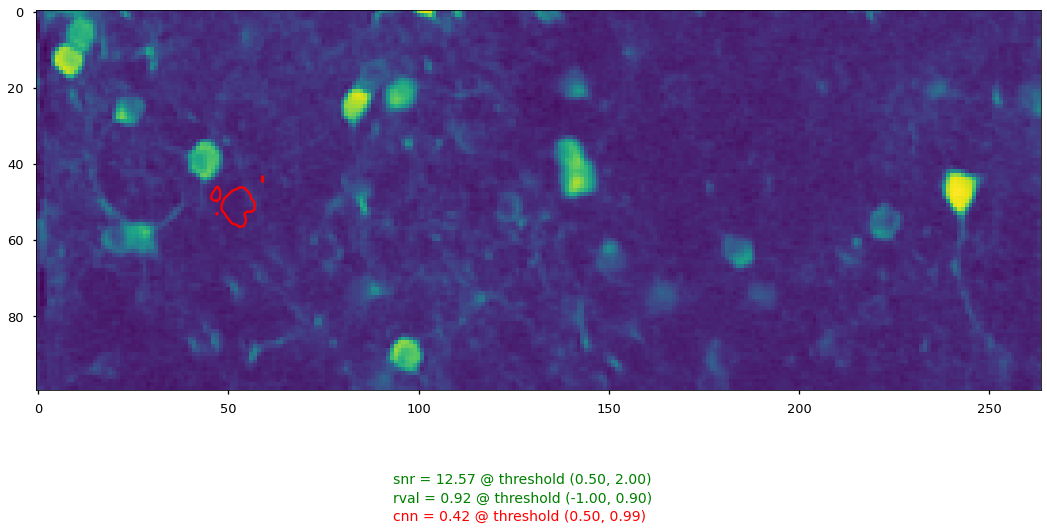 0
20
40
60
80
0 50 100 150 200 250
snr = 12.57 @ threshold (0.50, 2.00)
rval = 0.92 @ threshold (-1.00, 0.90)
cnn = 0.42 @ threshold (0.50, 0.99)